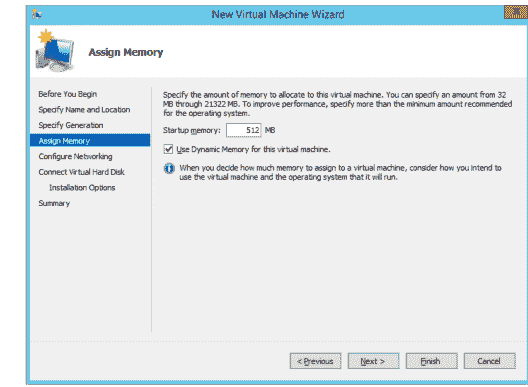 New Virtual Machine Wizard
Assign Memory
Before You Begin
Specify Name and Location
Specify Generation
Assign Memory
Configure Networking
Connect Virtual Hard Disk
Installation Options
Summary
Specify the amount of memory to allocate to this virtual machine. You can specify an amount from 32
MB through 21322 MB. To improve performance, specify more than the minimum amount recommended
for the operating system.
Startup memory: 512 MB
Use Dynamic Memory for this virtual machine.
When you decide how much memory to assign to a virtual machine, consider how you intend to
use the virtual machine and the operating system that it will run.
< Previous Next > Finish Cancel